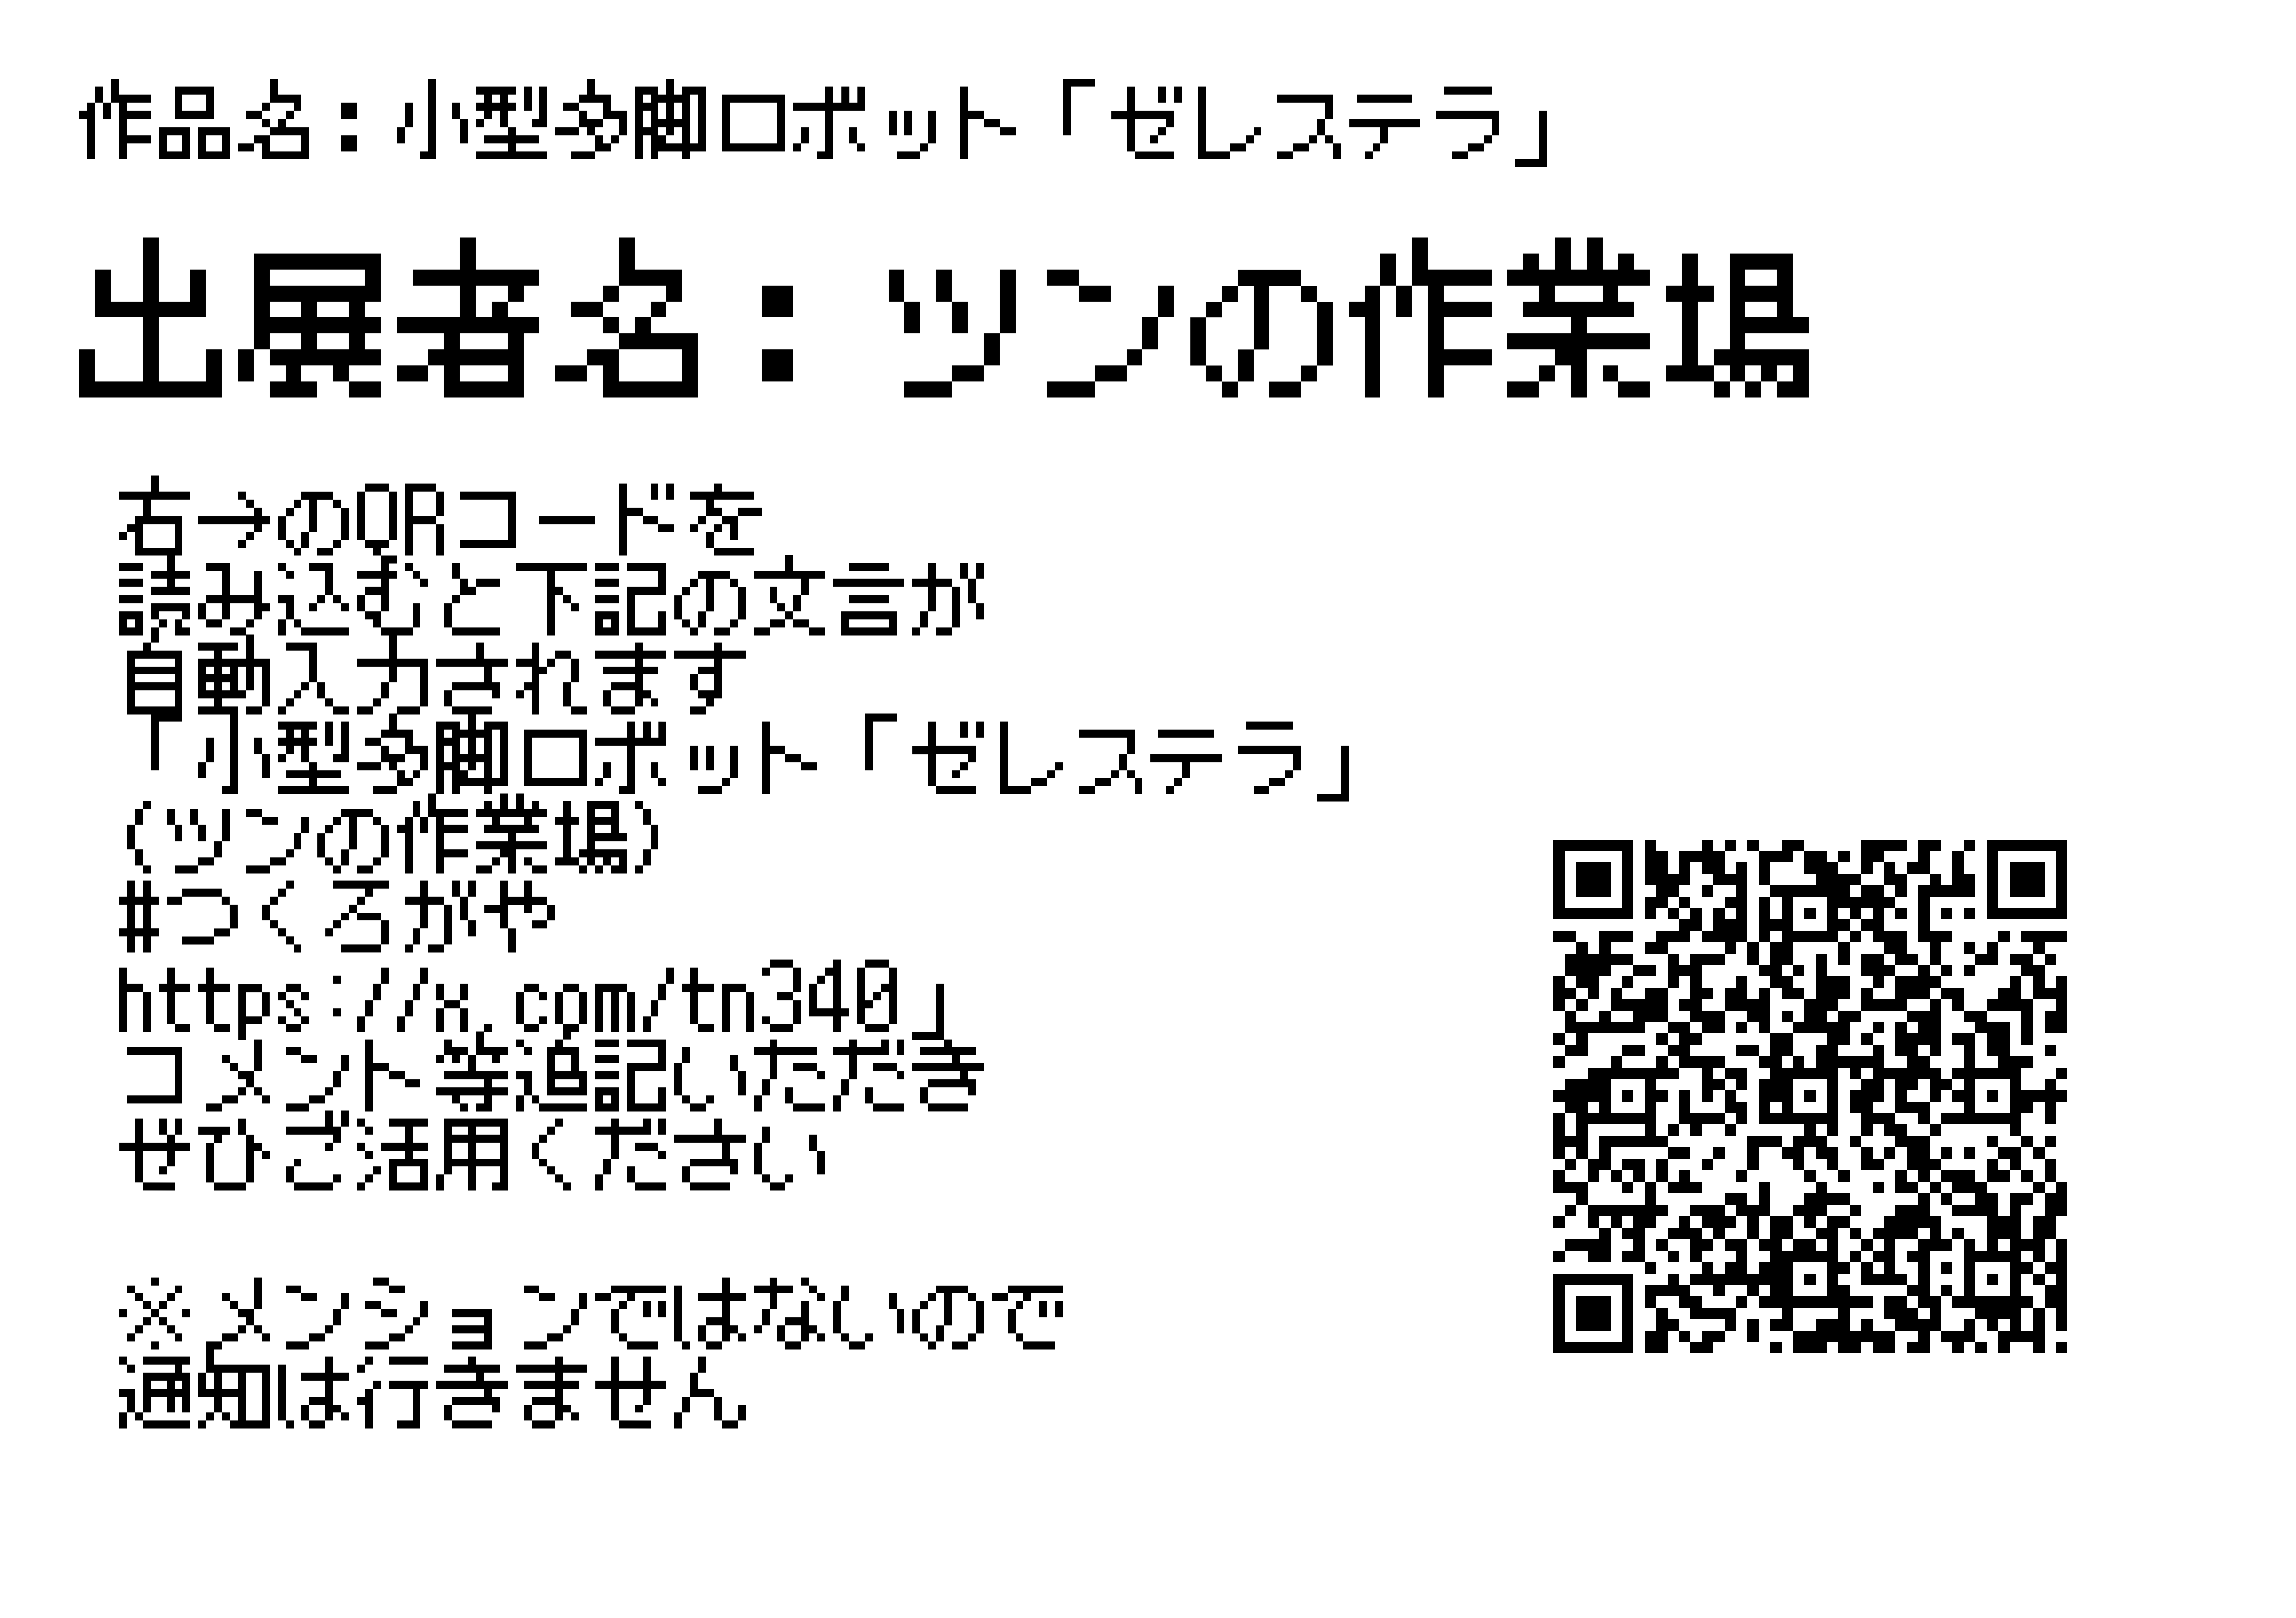 作品名：小型多脚ロボット「ゼレステラ」
出展者名：ツンの作業場
右→のQRコードを
読み込むと下記の文言が
自動入力されます
「小型多脚ロボット「ゼレステラ」
(ツンの作業場)
#つくろがや
https://x.com/tn340」
コメント等追記いただき
ぜひご活用ください
※メンションではないので
通知は行きません。